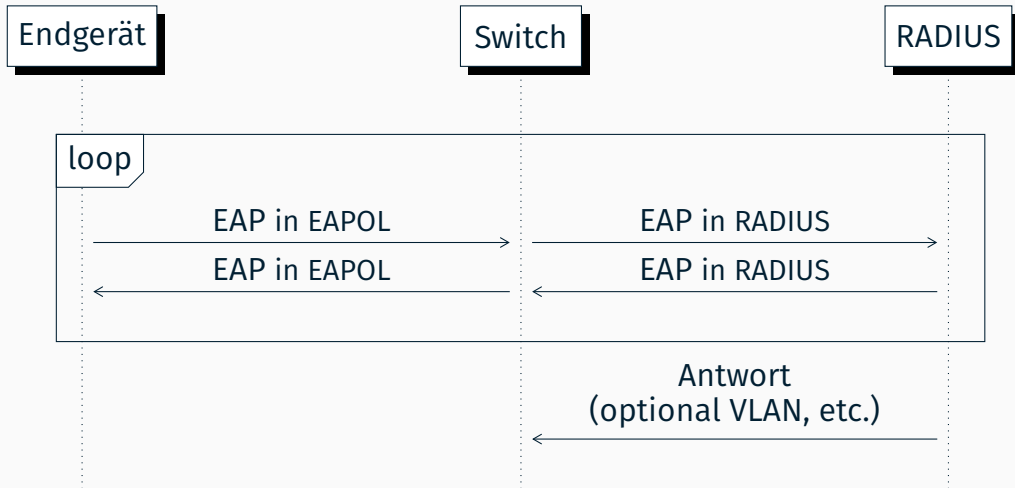 Endgerät
Switch
RADIUS
loop
EAP in EAPOL
EAP in RADIUS
EAP in EAPOL
EAP in RADIUS
Antwort
(optional VLAN, etc.)